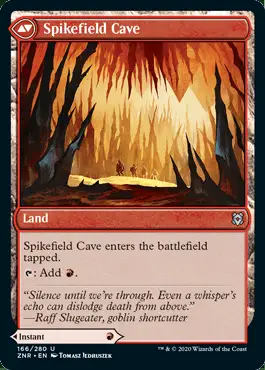 Spikefield Cave
Land
Spikefield Cave enters the battlefield
tapped.
: Add .
"Silence until we're through. Even a whisper's
echo can dislodge death from above."
—Raff Slugeater, goblin shortcutter
Instant
166/280 U
ZNR • EN Tomasz Jedruszek
™ & © 2020 Wizards of the Coast